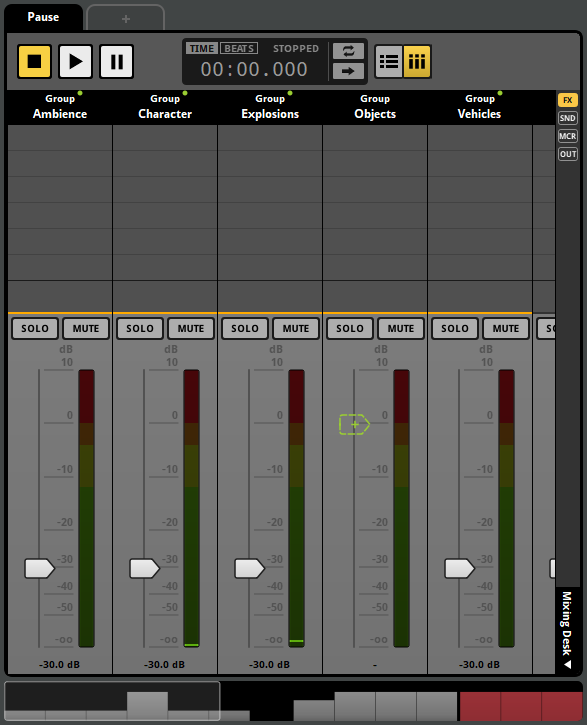 Pause
+
TIME BEATS STOPPED
00:00.000
Group Group Group Group Group
Ambience Character Explosions Objects Vehicles
FX
SND
MCR
OUT
SOLO MUTE SOLO MUTE SOLO MUTE SOLO MUTE SOLO MUTE SO
dB dB dB dB dB
10 10 10 10 10
0 0 0 0 0
-10 -10 -10 -10 -10
-20 -20 -20 -20 -20
-30 -30 -30 -30 -30
-40 -40 -40 -40 -40
-50 -50 -50 -50 -50
-oo -oo -oo -oo -oo
-30.0 dB -30.0 dB -30.0 dB - -30.0 dB
Mixing Desk